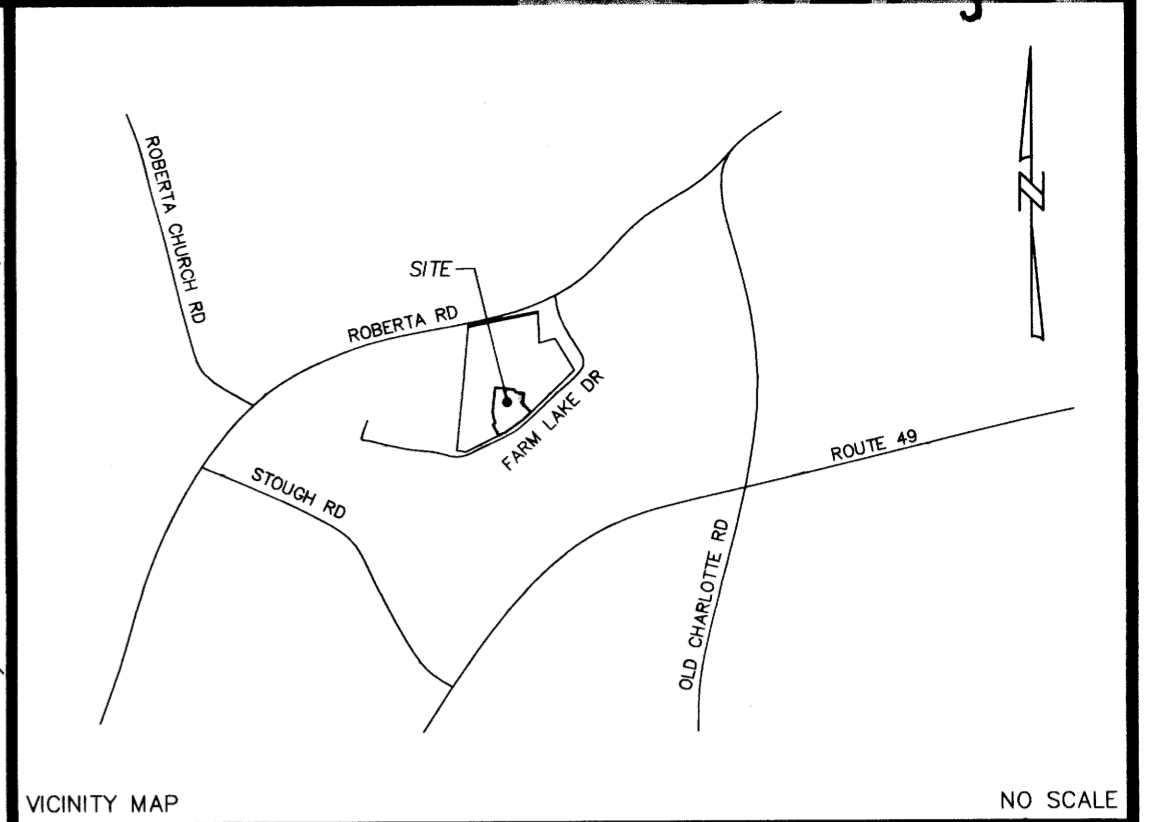 N
ROBERTA CHURCH RD
SITE
ROBERTA RD
FARM LAKE DR
ROUTE 49
STOUGH RD
OLD CHARLOTTE RD
VICINITY MAP
NO SCALE